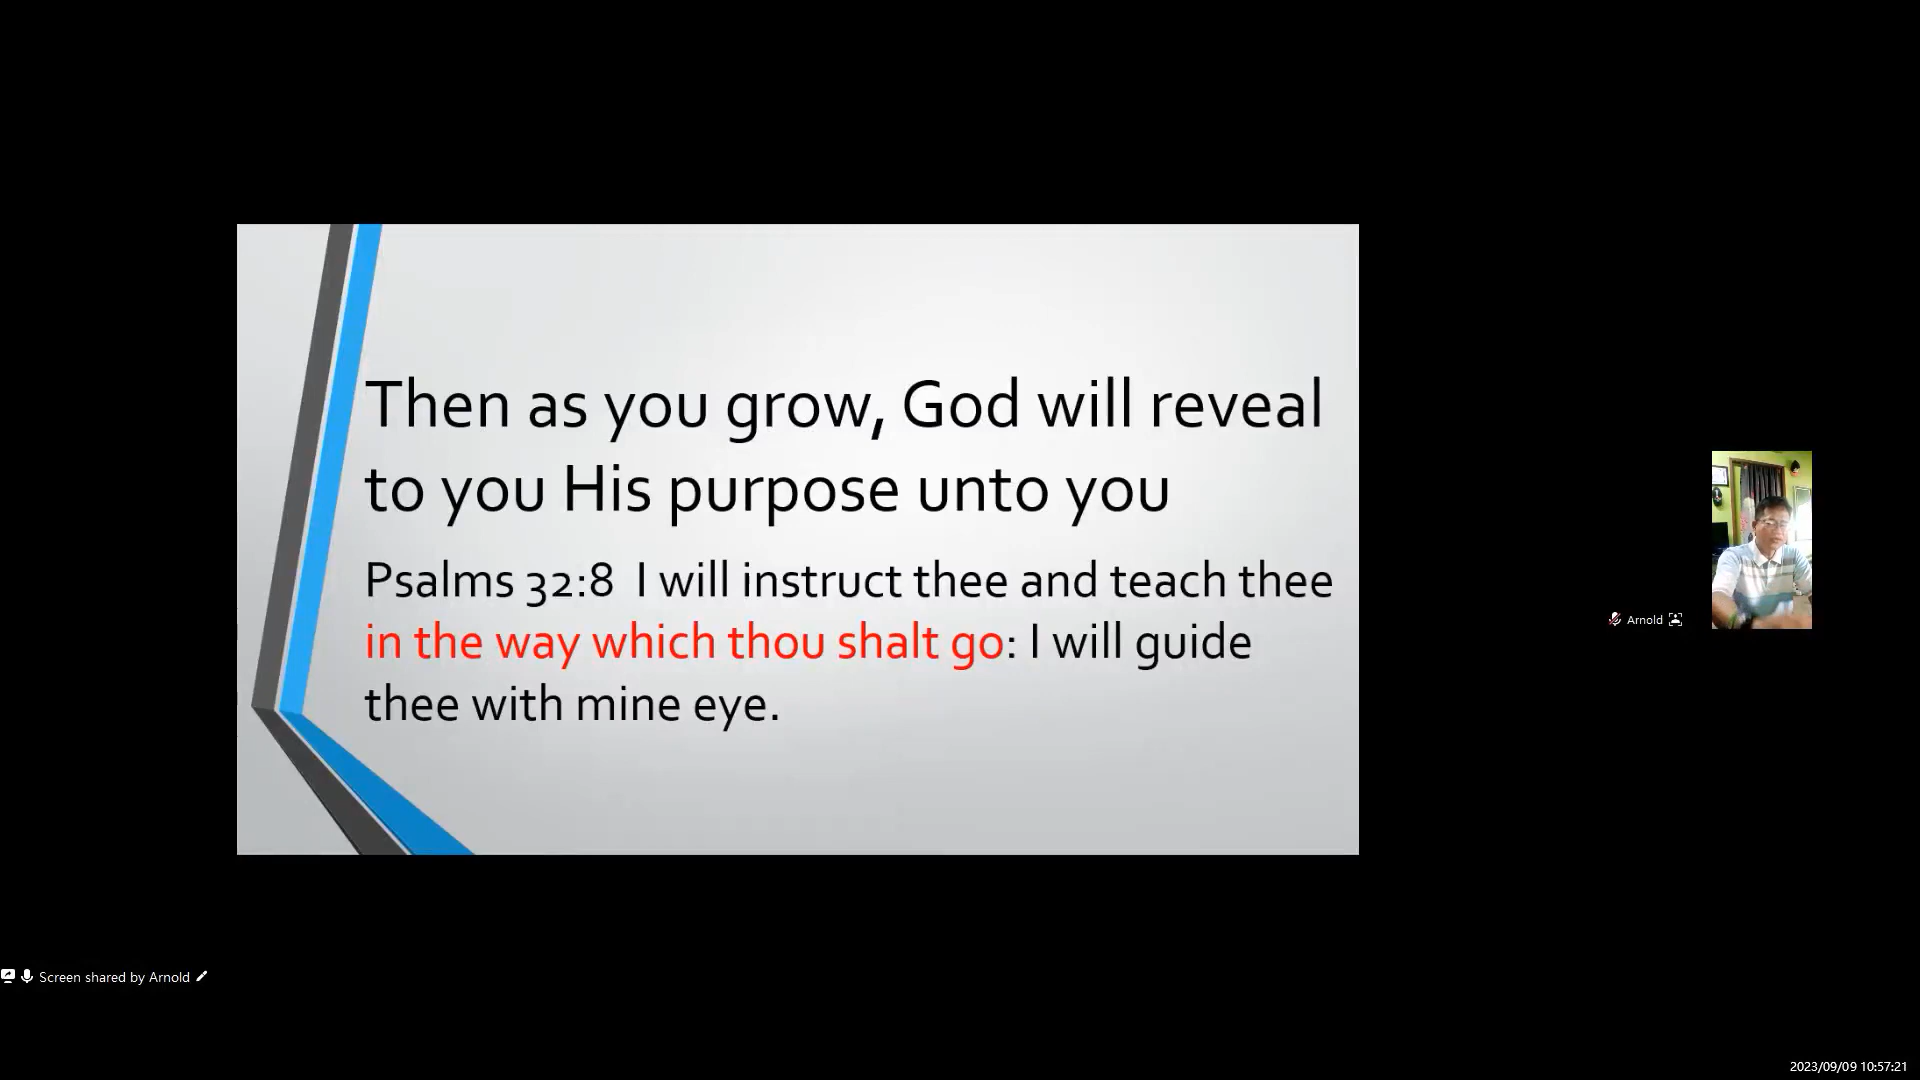 Then as you grow, God will reveal
to you His purpose unto you
Psalms 32:8  I will instruct thee and teach thee
in the way which thou shalt go: I will guide
thee with mine eye.
Arnold
Screen shared by Arnold
2023/09/09 10:57:21